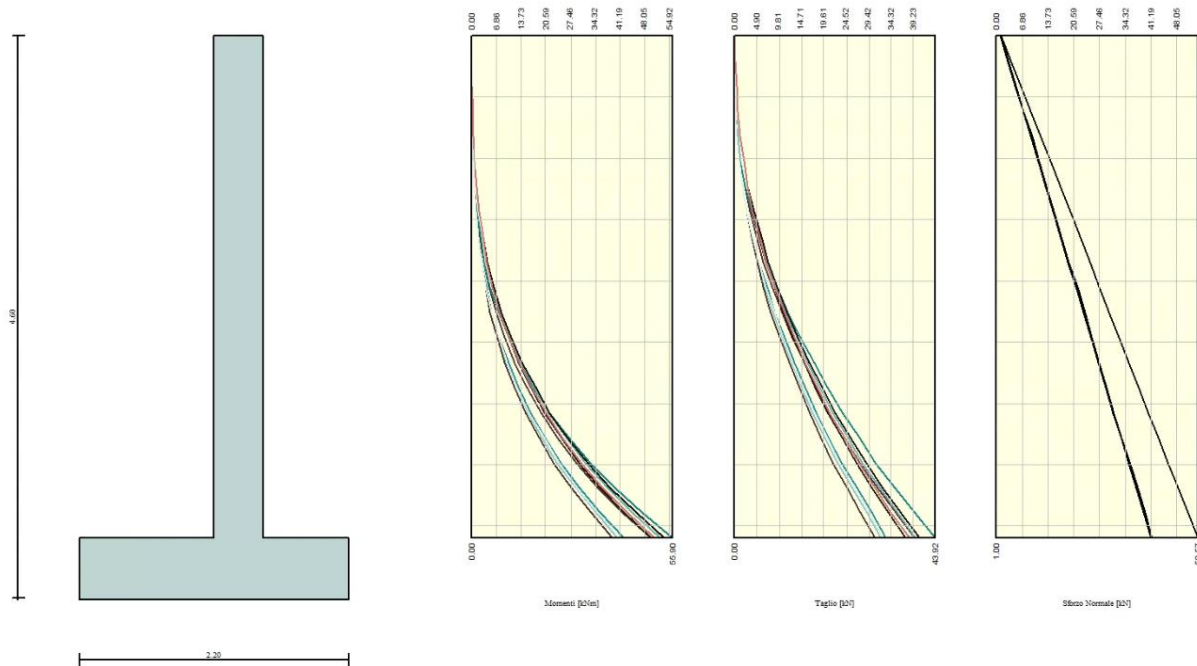 0.00 6.86 13.73 20.59 27.46 34.32 41.19 48.05 54.92
0.00 4.90 9.81 14.71 19.61 24.52 29.42 34.32 39.23
0.00 6.86 13.73 20.59 27.46 34.32 41.19 48.05
4.60
0.00 55.90
0.00 43.92
1.00
Momenti [kNm]
Taglio [kN]
Sforzo Normale [kN]
2.20